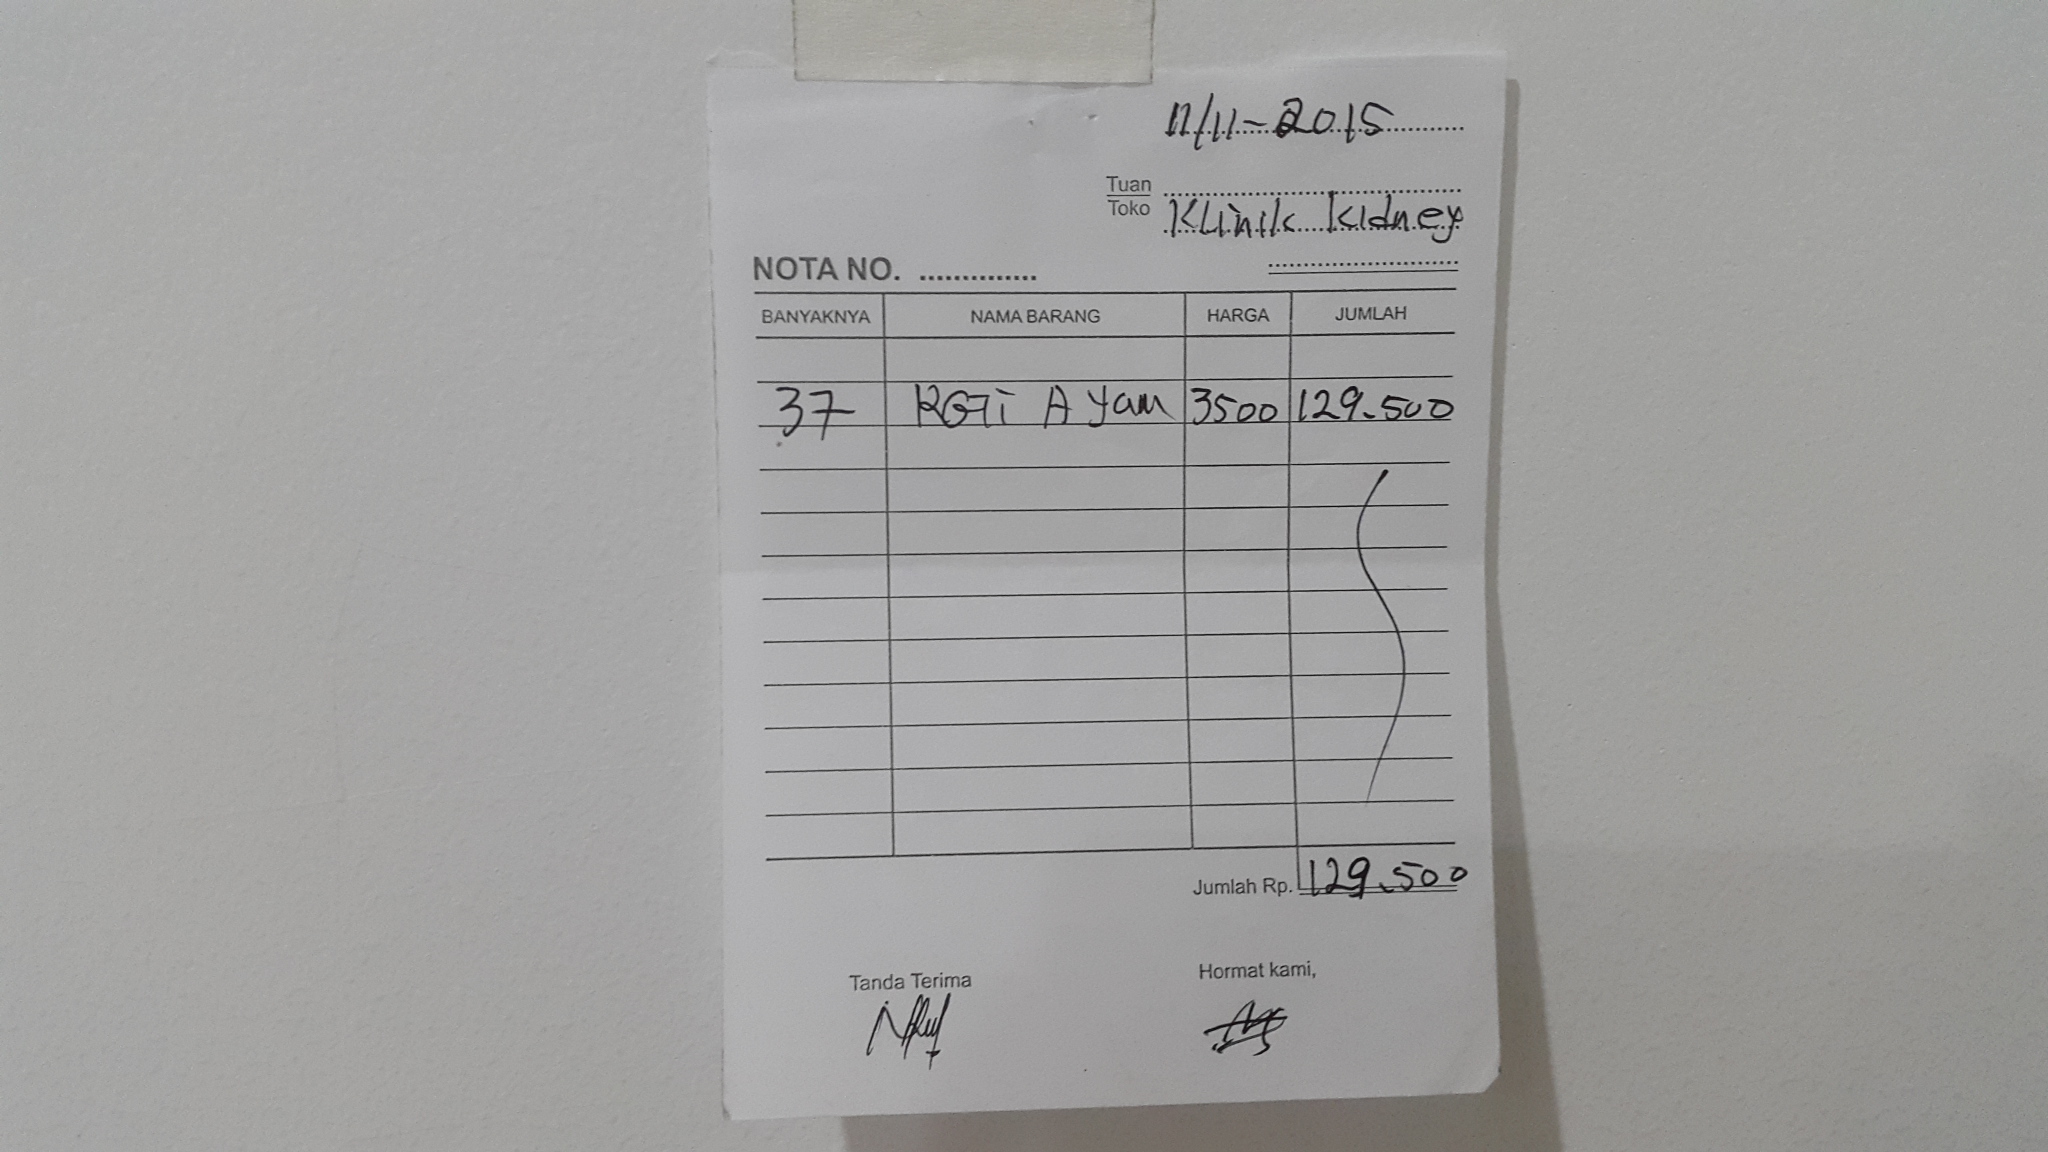 11/11-2015
Tuan
Toko Klinik Kidney
NOTA NO. ..............
BANYAKNYA NAMA BARANG HARGA JUMLAH
37 ROTi AYam 3500 129.500
Jumlah Rp. 129.500
Tanda Terima Hormat kami,